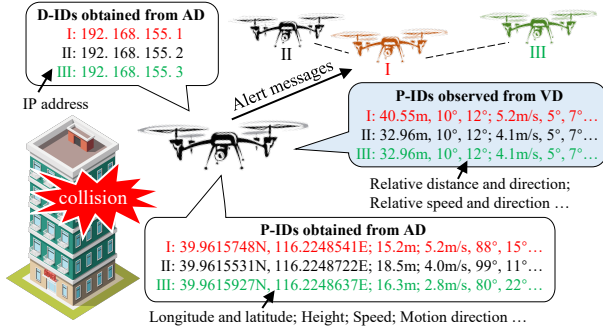 D-IDs obtained from AD
I: 192. 168. 155. 1
II: 192. 168. 155. 2
III: 192. 168. 155. 3
IP address
II
I
III
Alert messages
P-IDs observed from VD
I: 40.55m, 10°, 12°; 5.2m/s, 5°, 7°…
II: 32.96m, 10°, 12°; 4.1m/s, 5°, 7°…
III: 32.96m, 10°, 12°; 4.1m/s, 5°, 7°…
Relative distance and direction;
Relative speed and direction …
collision
P-IDs obtained from AD
I: 39.9615748N, 116.2248541E; 15.2m; 5.2m/s, 88°, 15°…
II: 39.9615531N, 116.2248722E; 18.5m; 4.0m/s, 99°, 11°…
III: 39.9615927N, 116.2248637E; 16.3m; 2.8m/s, 80°, 22°…
Longitude and latitude; Height; Speed; Motion direction …